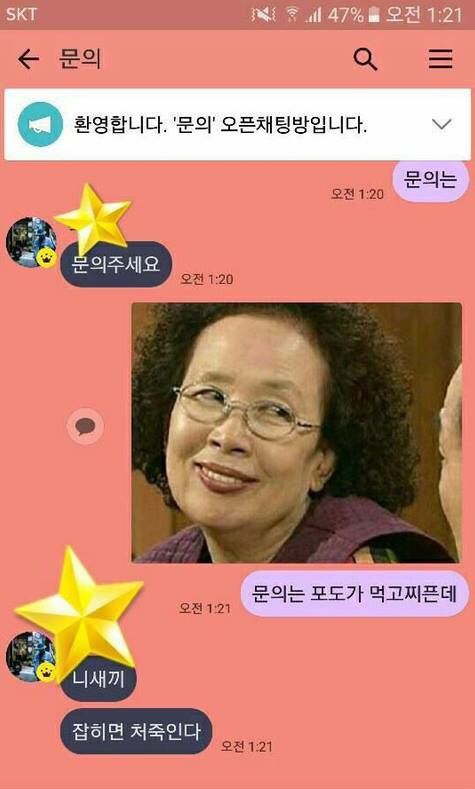 SKT 47% 오전 1:21
문의
환영합니다. '문의' 오픈채팅방입니다.
문의는
오전 1:20
문의주세요
오전 1:20
문의는 포도가 먹고찌픈데
오전 1:21
니새끼
잡히면 처죽인다
오전 1:21